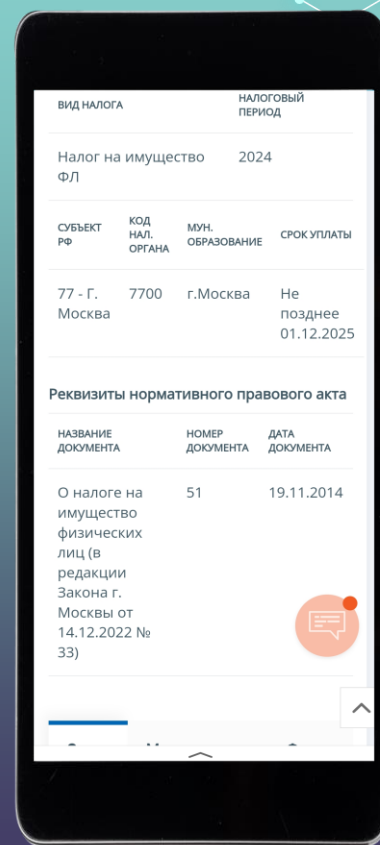 ВИД НАЛОГА
НАЛОГОВЫЙ
ПЕРИОД
Налог на имущество
ФЛ
2024
СУБЪЕКТ
РФ
КОД
НАЛ.
ОРГАНА
МУН.
ОБРАЗОВАНИЕ
СРОК УПЛАТЫ
77 - Г.
Москва
7700
г.Москва
Не
позднее
01.12.2025
Реквизиты нормативного правового акта
НАЗВАНИЕ
ДОКУМЕНТА
НОМЕР
ДОКУМЕНТА
ДАТА
ДОКУМЕНТА
О налоге на
имущество
физических
лиц (в
редакции
Закона г.
Москвы от
14.12.2022 №
33)
51
19.11.2014